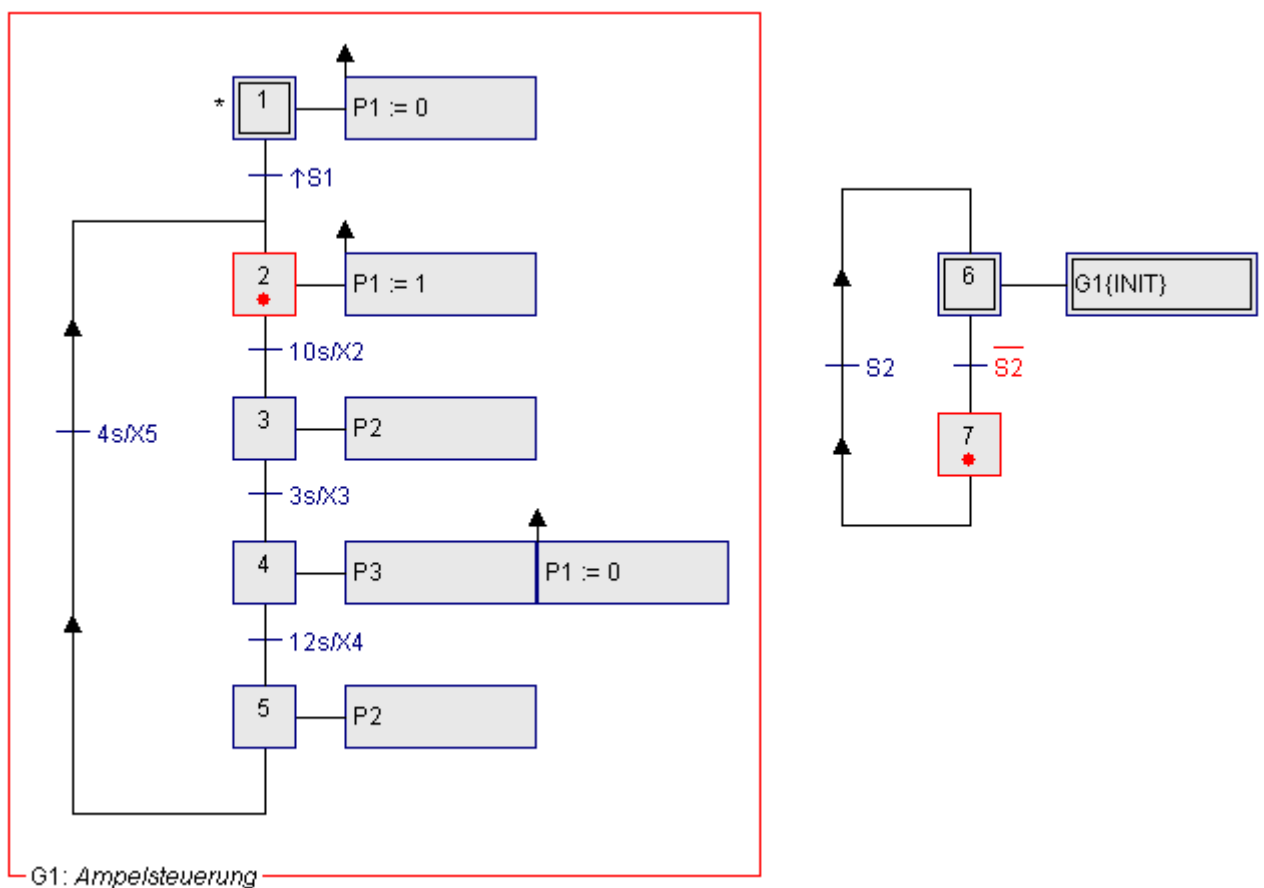 * 1 P1 := 0
↑S1
2 P1 := 1
10s/X2
3 P2
4s/X5
3s/X3
4 P3 P1 := 0
12s/X4
5 P2
G1: Ampelsteuerung
6 G1{INIT}
S2 S̅2̅
7